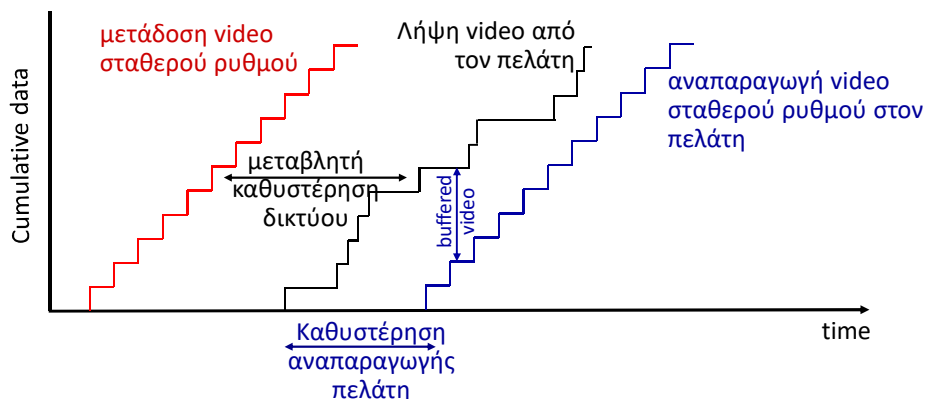 μετάδοση video
σταθερού ρυθμού
Λήψη video από
τον πελάτη
αναπαραγωγή video
σταθερού ρυθμού στον
πελάτη
Cumulative data
μεταβλητή
καθυστέρηση
δικτύου
buffered
video
time
Καθυστέρηση
αναπαραγωγής
πελάτη